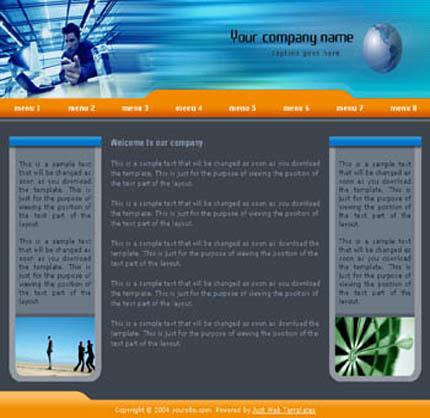 Your company name
tagline goes here
menu 1 menu 2 menu 3 menu 4 menu 5 menu 6 menu 7 menu 8
Welcome to our company
This is a sample text
that will be changed as
soon as you download
the template. This is
just for the purpose of
viewing the position of
the text part of the
layout.
This is a sample text
that will be changed as
soon as you download
the template. This is
just for the purpose of
viewing the position of
the text part of the
layout.
This is a sample text that will be changed as soon as you download
the template. This is just for the purpose of viewing the position of
the text part of the layout.
This is a sample text that will be changed as soon as you download
the template. This is just for the purpose of viewing the position of
the text part of the layout.
This is a sample text that will be changed as soon as you download the
template. This is just for the purpose of viewing the position of the
text part of the layout.
This is a sample text that will be changed as soon as you download
the template. This is just for the purpose of viewing the position of
the text part of the layout.
This is a sample text that will be changed as soon as you download the
template. This is just for the purpose of viewing the position of the
text part of the layout.
This is a sample text
that will be changed as
soon as you download
the template. This is
just for the purpose of
viewing the position of
the text part of the
layout.
This is a sample text
that will be changed as
soon as you download
the template. This is
just for the purpose of
viewing the position of
the text part of the
layout.
Copyright © 2004 yoursite.com. Powered by Just Web Templates